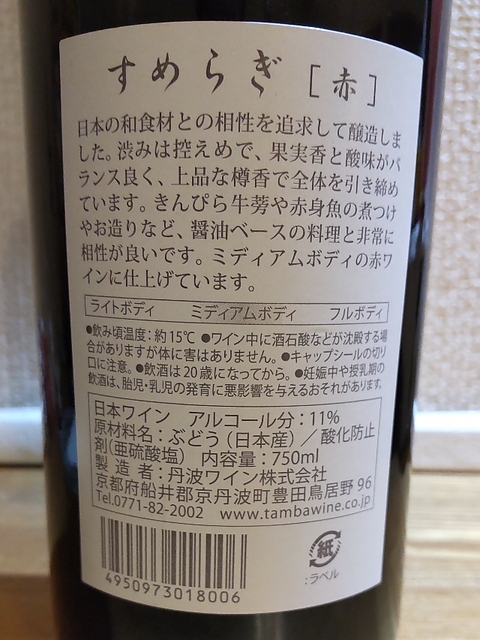 すめらぎ［赤］
日本の和食材との相性を追求して醸造しま
した。渋みは控えめで、果実香と酸味がバ
ランス良く、上品な樽香で全体を引き締め
ています。きんぴら牛蒡や赤身魚の煮つけ
やお造りなど、醤油ベースの料理と非常に
相性が良いです。ミディアムボディの赤ワ
インに仕上げています。
ライトボディ ミディアムボディ フルボディ
●飲み頃温度：約15℃ ●ワイン中に酒石酸などが沈殿する場
合がありますが体に害はありません。●キャップシールの切り
口に注意。●飲酒は20歳になってから。●妊娠中や授乳期の
飲酒は、胎児・乳児の発育に悪影響を与えるおそれがあります。
日本ワイン アルコール分：11%
原材料名：ぶどう（日本産）／酸化防止
剤(亜硫酸塩) 内容量：750ml
製造者：丹波ワイン株式会社
京都府船井郡京丹波町豊田鳥居野 96
Tel.0771-82-2002 www.tambawine.co.jp
4950973018006
紙
:ラベル